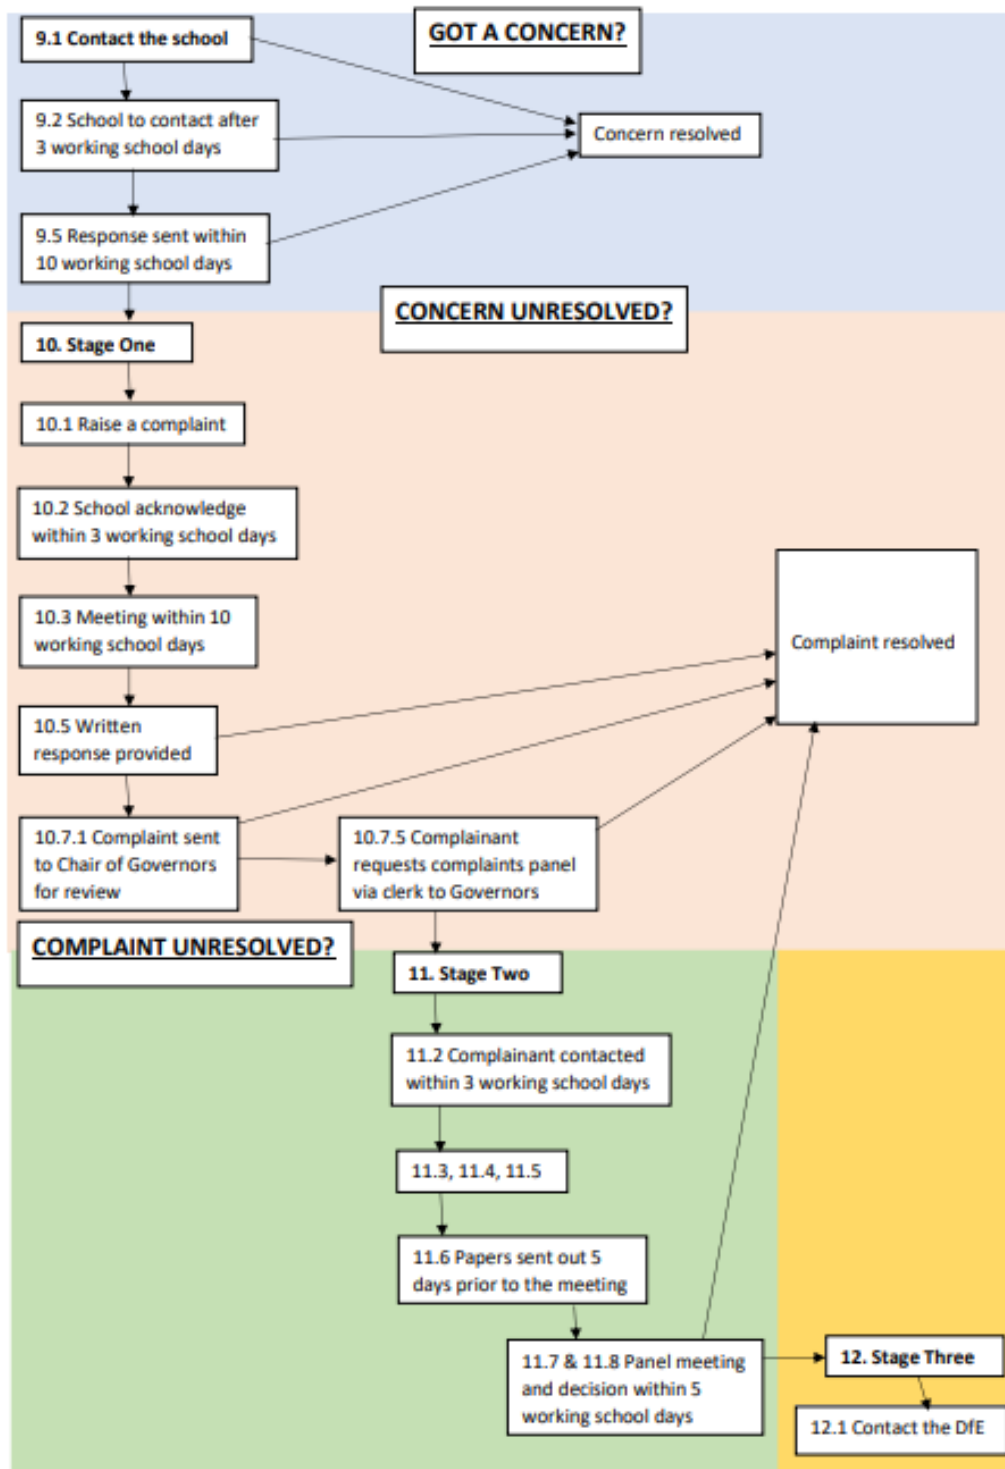 GOT A CONCERN?
9.1 Contact the school
9.2 School to contact after
3 working school days
Concern resolved
9.5 Response sent within
10 working school days
CONCERN UNRESOLVED?
10. Stage One
10.1 Raise a complaint
10.2 School acknowledge
within 3 working school days
10.3 Meeting within 10
working school days
Complaint resolved
10.5 Written
response provided
10.7.1 Complaint sent
to Chair of Governors
for review
10.7.5 Complainant
requests complaints panel
via clerk to Governors
COMPLAINT UNRESOLVED?
11. Stage Two
11.2 Complainant contacted
within 3 working school days
11.3, 11.4, 11.5
11.6 Papers sent out 5
days prior to the meeting
11.7 & 11.8 Panel meeting
and decision within 5
working school days
12. Stage Three
12.1 Contact the DfE